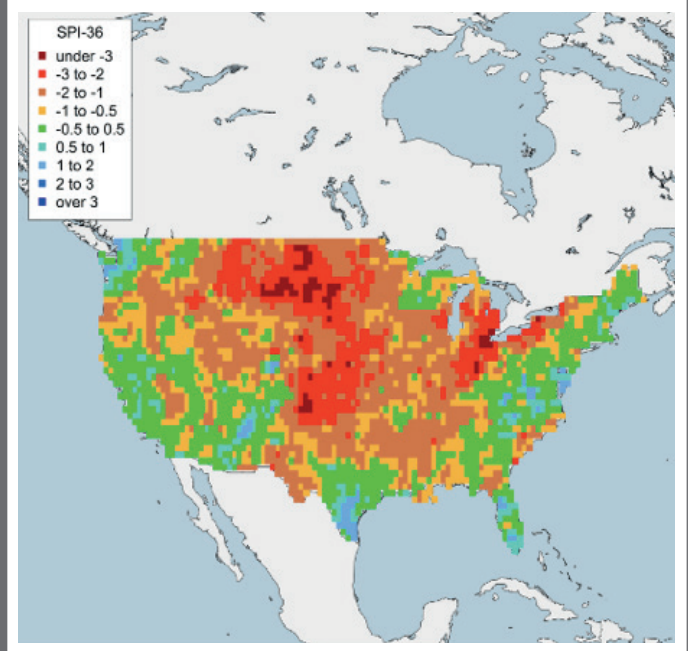 SPI-36
under -3
-3 to -2
-2 to -1
-1 to -0.5
-0.5 to 0.5
0.5 to 1
1 to 2
2 to 3
over 3